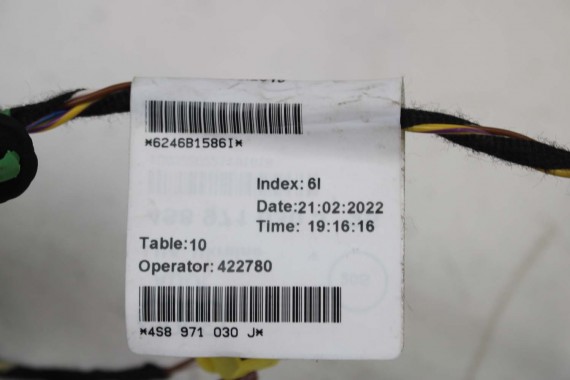 *6246B1586I*
Index: 6I
Date:21:02:2022
Time: 19:16:16
Table:10
Operator: 422780
*4S8 971 030 J*